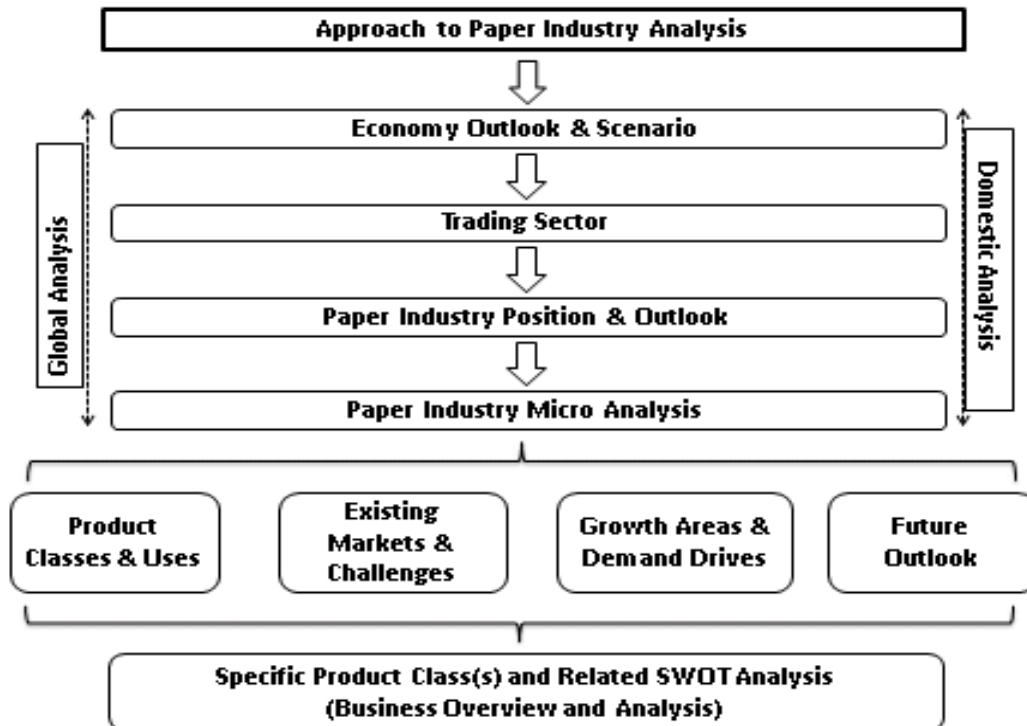 Approach to Paper Industry Analysis
Economy Outlook & Scenario
Trading Sector
Paper Industry Position & Outlook
Paper Industry Micro Analysis
Global Analysis
Domestic Analysis
Product
Classes & Uses
Existing
Markets &
Challenges
Growth Areas &
Demand Drives
Future
Outlook
Specific Product Class(s) and Related SWOT Analysis
(Business Overview and Analysis)